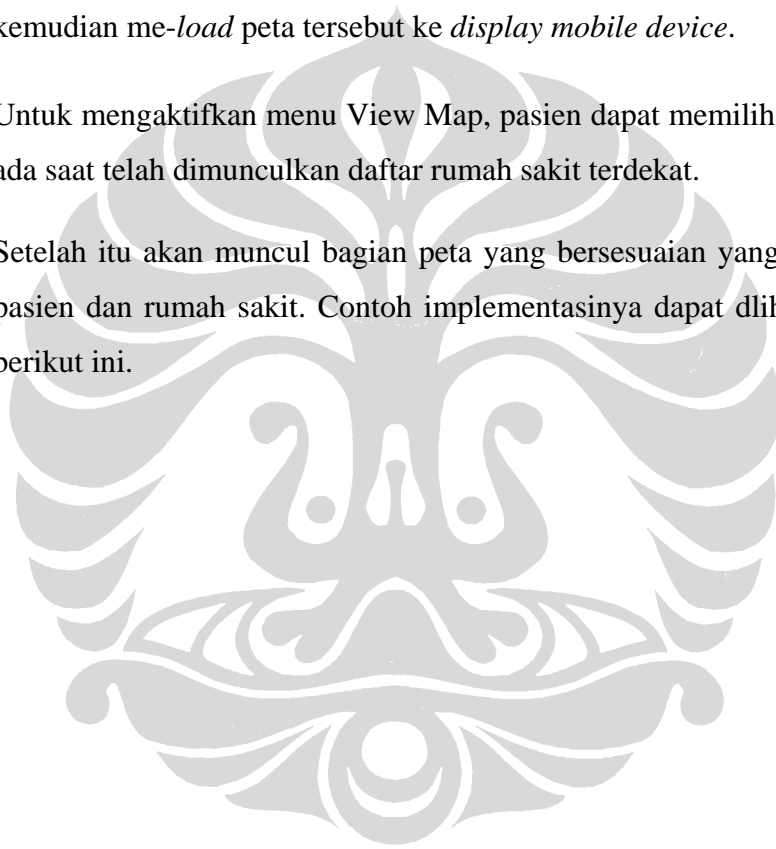 kemudian me-load peta tersebut ke display mobile device.
Untuk mengaktifkan menu View Map, pasien dapat memilih
ada saat telah dimunculkan daftar rumah sakit terdekat.
Setelah itu akan muncul bagian peta yang bersesuaian yang
pasien dan rumah sakit. Contoh implementasinya dapat dlih
berikut ini.